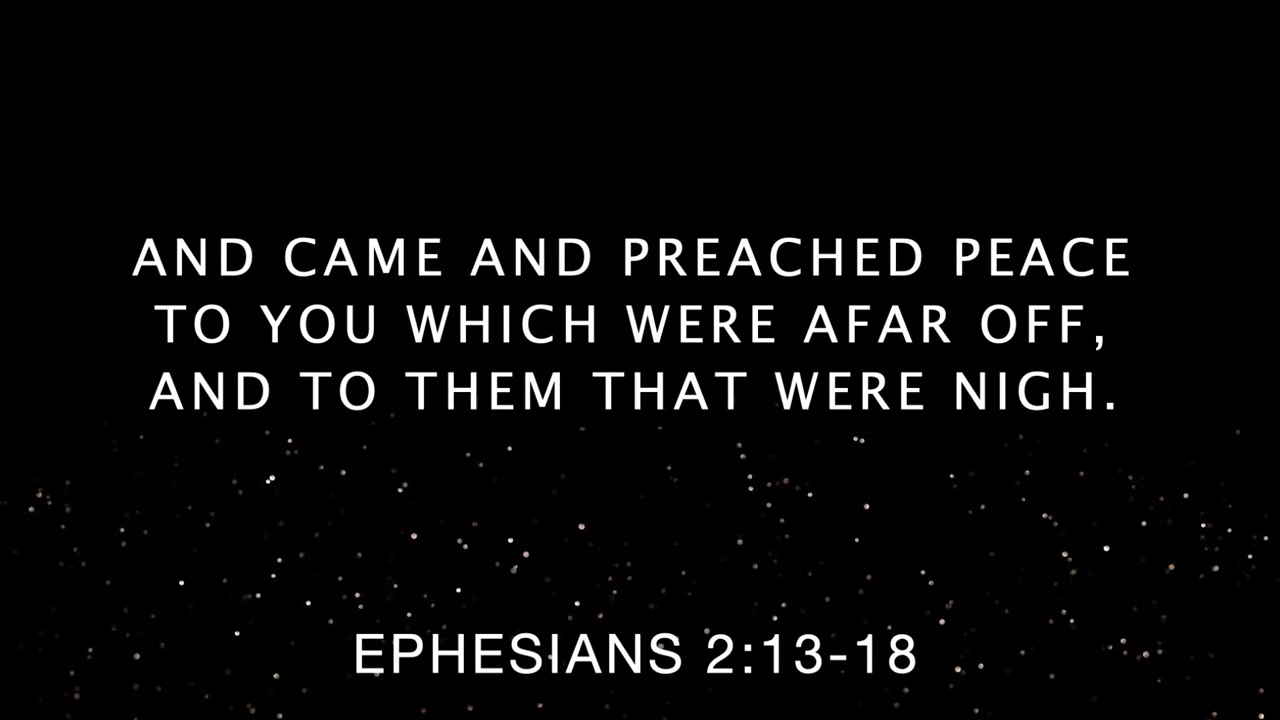 AND CAME AND PREACHED PEACE
TO YOU WHICH WERE AFAR OFF,
AND TO THEM THAT WERE NIGH.
EPHESIANS 2:13-18